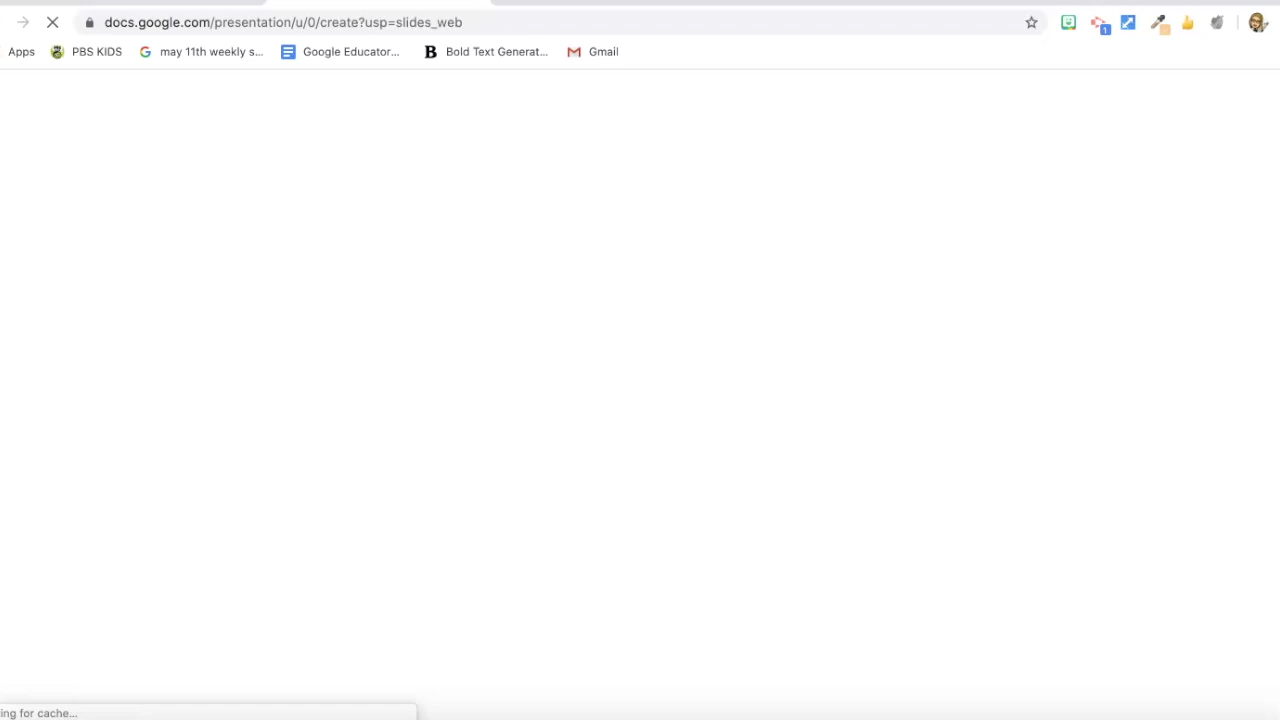 docs.google.com/presentation/u/0/create?usp=slides_web
1
Apps PBS KIDS G may 11th weekly s... Google Educator... B Bold Text Generat... Gmail
ing for cache...